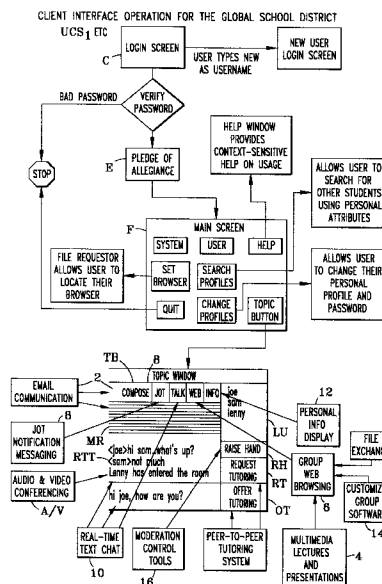 CLIENT INTERFACE OPERATION FOR THE GLOBAL SCHOOL DISTRICT
UCS1 ETC
C
LOGIN SCREEN
USER TYPES NEW
AS USERNAME
NEW USER
LOGIN SCREEN
BAD PASSWORD
VERIFY
PASSWORD
STOP
E
PLEDGE OF
ALLEGIANCE
HELP WINDOW
PROVIDES
CONTEXT-SENSITIVE
HELP ON USAGE
ALLOWS USER TO
SEARCH FOR
OTHER STUDENTS
USING PERSONAL
ATTRIBUTES
F
MAIN SCREEN
SYSTEM
USER
HELP
FILE REQUESTOR
ALLOWS USER TO
LOCATE THEIR
BROWSER
SET
BROWSER
SEARCH
PROFILES
QUIT
CHANGE
PROFILES
TOPIC
BUTTON
ALLOWS USER
TO CHANGE THEIR
PERSONAL
PROFILE AND
PASSWORD
TB
8
TOPIC WINDOW
EMAIL
COMMUNICATION
2
COMPOSE
JOT
TALK
WEB
INFO
joe
sam
lenny
12
PERSONAL
INFO
DISPLAY
8
JOT
NOTIFICATION
MESSAGING
MR
LU
RTT
<joe>hi sam, what's up?
<sam>not much
Lenny has entered the room
RAISE HAND
RH
REQUEST
TUTORING
RT
OFFER
TUTORING
OT
GROUP
WEB
BROWSING
6
FILE
EXCHANGE
AUDIO & VIDEO
CONFERENCING
A/V
hi joe, how are you?
REAL-TIME
TEXT CHAT
10
MODERATION
CONTROL
TOOLS
16
PEER-TO-PEER
TUTORING
SYSTEM
MULTIMEDIA
LECTURES
AND
PRESENTATIONS
4
GROUP
SOFTWARE
14